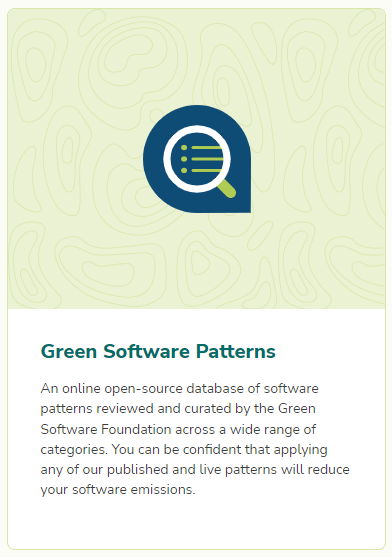 Green Software Patterns
An online open-source database of software
patterns reviewed and curated by the Green
Software Foundation across a wide range of
categories. You can be confident that applying
any of our published and live patterns will reduce
your software emissions.